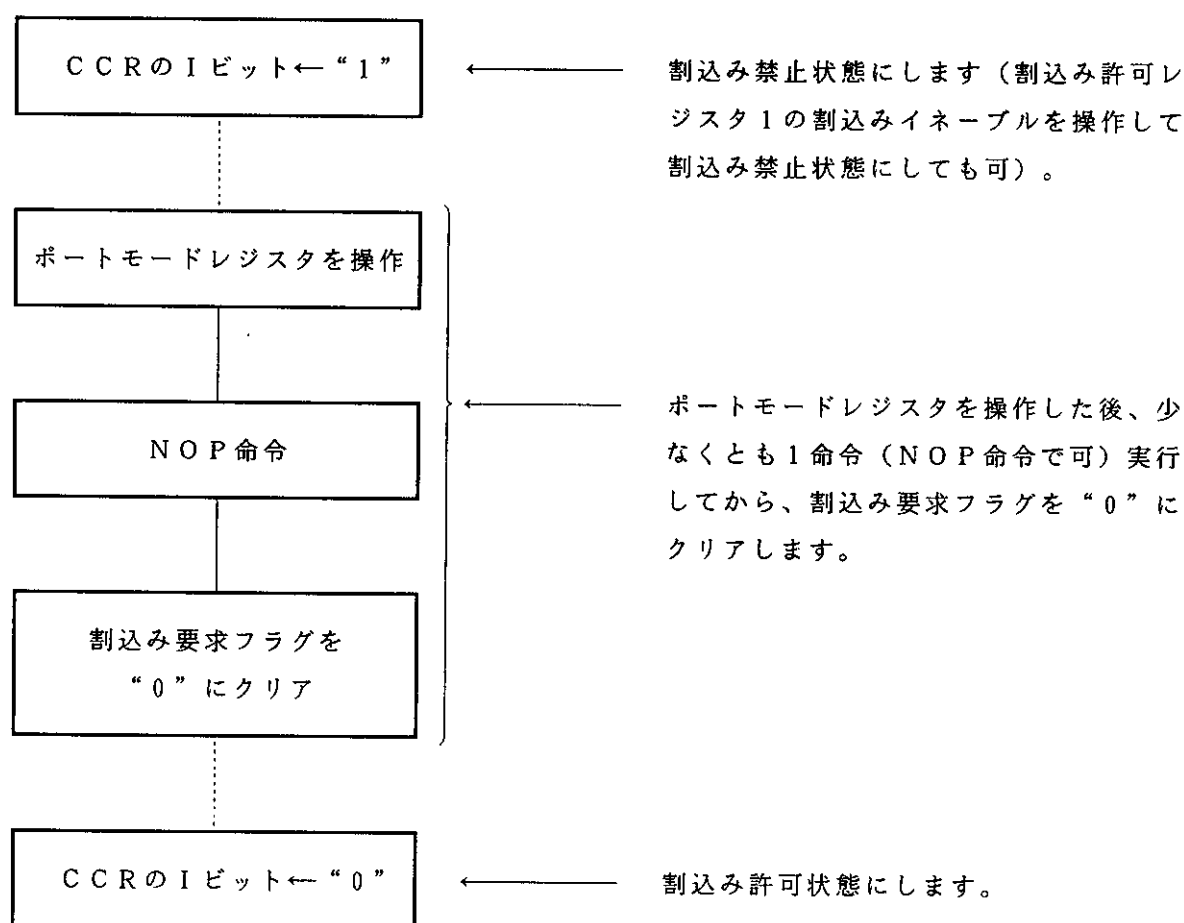 CCRのIビット←“1”
割込み禁止状態にします(割込み許可レ
ジスタ1の割込みイネーブルを操作して
割込み禁止状態にしても可)。
ポートモードレジスタを操作
NOP命令
ポートモードレジスタを操作した後、少
なくとも1命令(NOP命令で可)実行
してから、割込み要求フラグを“0”に
クリアします。
割込み要求フラグを
“0”にクリア
CCRのIビット←“0”
割込み許可状態にします。